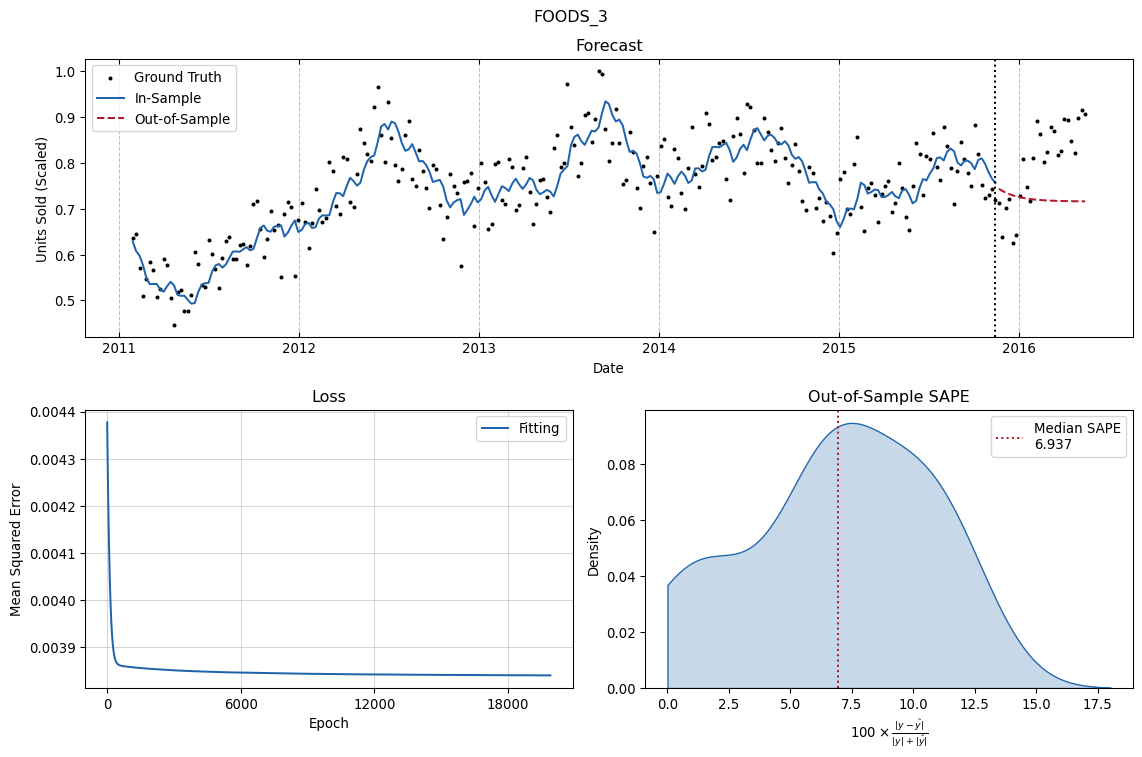 FOODS_3
Forecast
Units Sold (Scaled)
1.0
0.9
0.8
0.7
0.6
0.5
Ground Truth
In-Sample
Out-of-Sample
2011 2012 2013 2014 2015 2016
Date
Loss
Mean Squared Error
0.0044
0.0043
0.0042
0.0041
0.0040
0.0039
Fitting
0 6000 12000 18000
Epoch
Out-of-Sample SAPE
Density
0.08
0.06
0.04
0.02
0.00
Median SAPE
6.937
0.0 2.5 5.0 7.5 10.0 12.5 15.0 17.5
100 × |y − ŷ| / |y| + |ŷ|